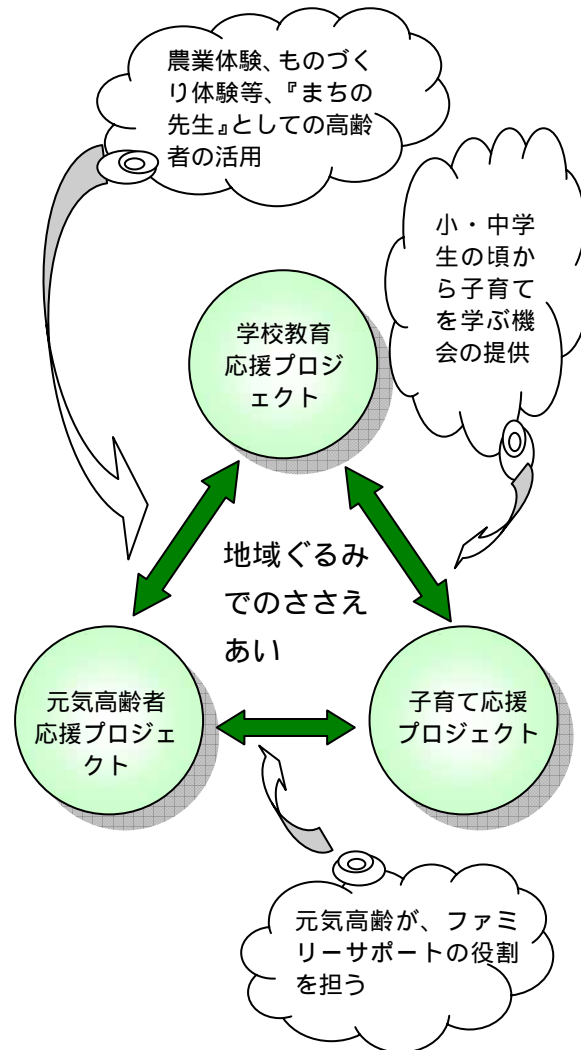 農業体験、ものづく
り体験等、『まちの
先生』としての高齢
者の活用
小・中学
生の頃か
ら子育て
を学ぶ機
会の提供
学校教育
応援プロジ
ェクト
地域ぐるみ
でのささえ
あい
元気高齢者
応援プロジェ
クト
子育て応援
プロジェクト
元気高齢が、ファミ
リーサポートの役割
を担う